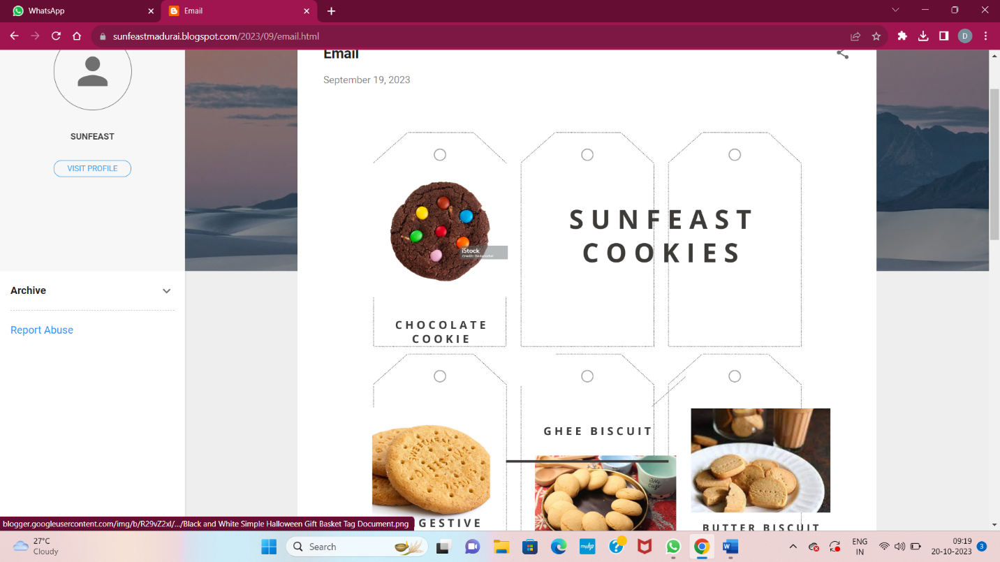 WhatsApp
Email
sunfeastmadurai.blogspot.com/2023/09/email.html
D
Email
September 19, 2023
SUNFEAST
VISIT PROFILE
Archive
Report Abuse
iStock
SUNFEAST
COOKIES
CHOCOLATE
COOKIE
GHEE BISCUIT
GESTIVE
BUTTER BISCUIT
blogger.googleusercontent.com/img/b/R29vZ2xl/.../Black and White Simple Halloween Gift Basket Tag Document.png
27°C
Cloudy
Search
ENG
IN
09:19
20-10-2023
3